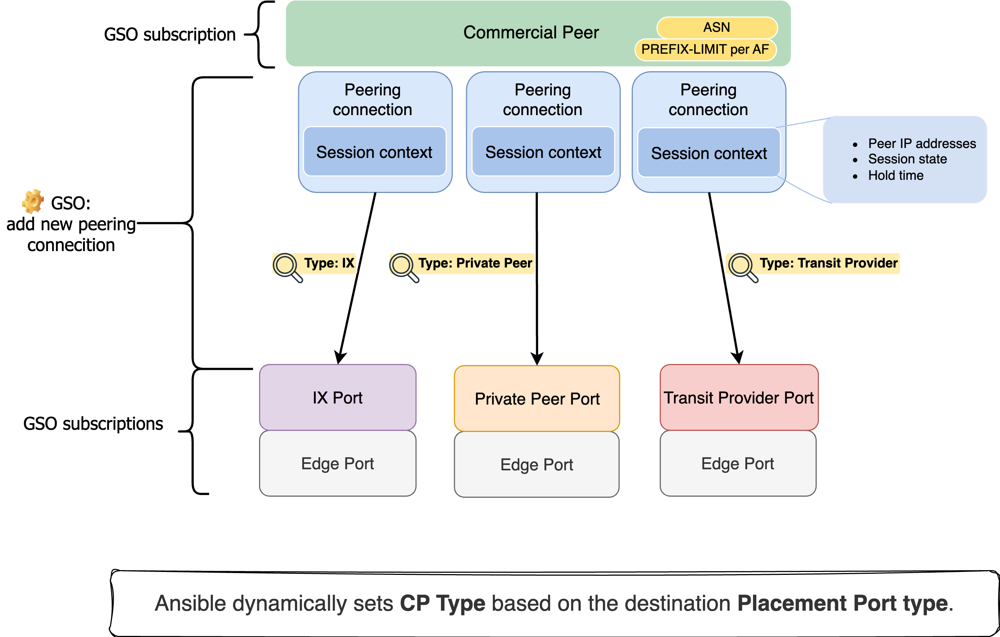 GSO subscription
Commercial Peer
ASN
PREFIX-LIMIT per AF
Peering
connection
Session context
Peering
connection
Session context
Peering
connection
Session context
Peer IP addresses
Session state
Hold time
GSO:
add new peering
connecition
Type: IX
Type: Private Peer
Type: Transit Provider
GSO subscriptions
IX Port
Private Peer Port
Transit Provider Port
Edge Port
Edge Port
Edge Port
Ansible dynamically sets CP Type based on the destination Placement Port type.